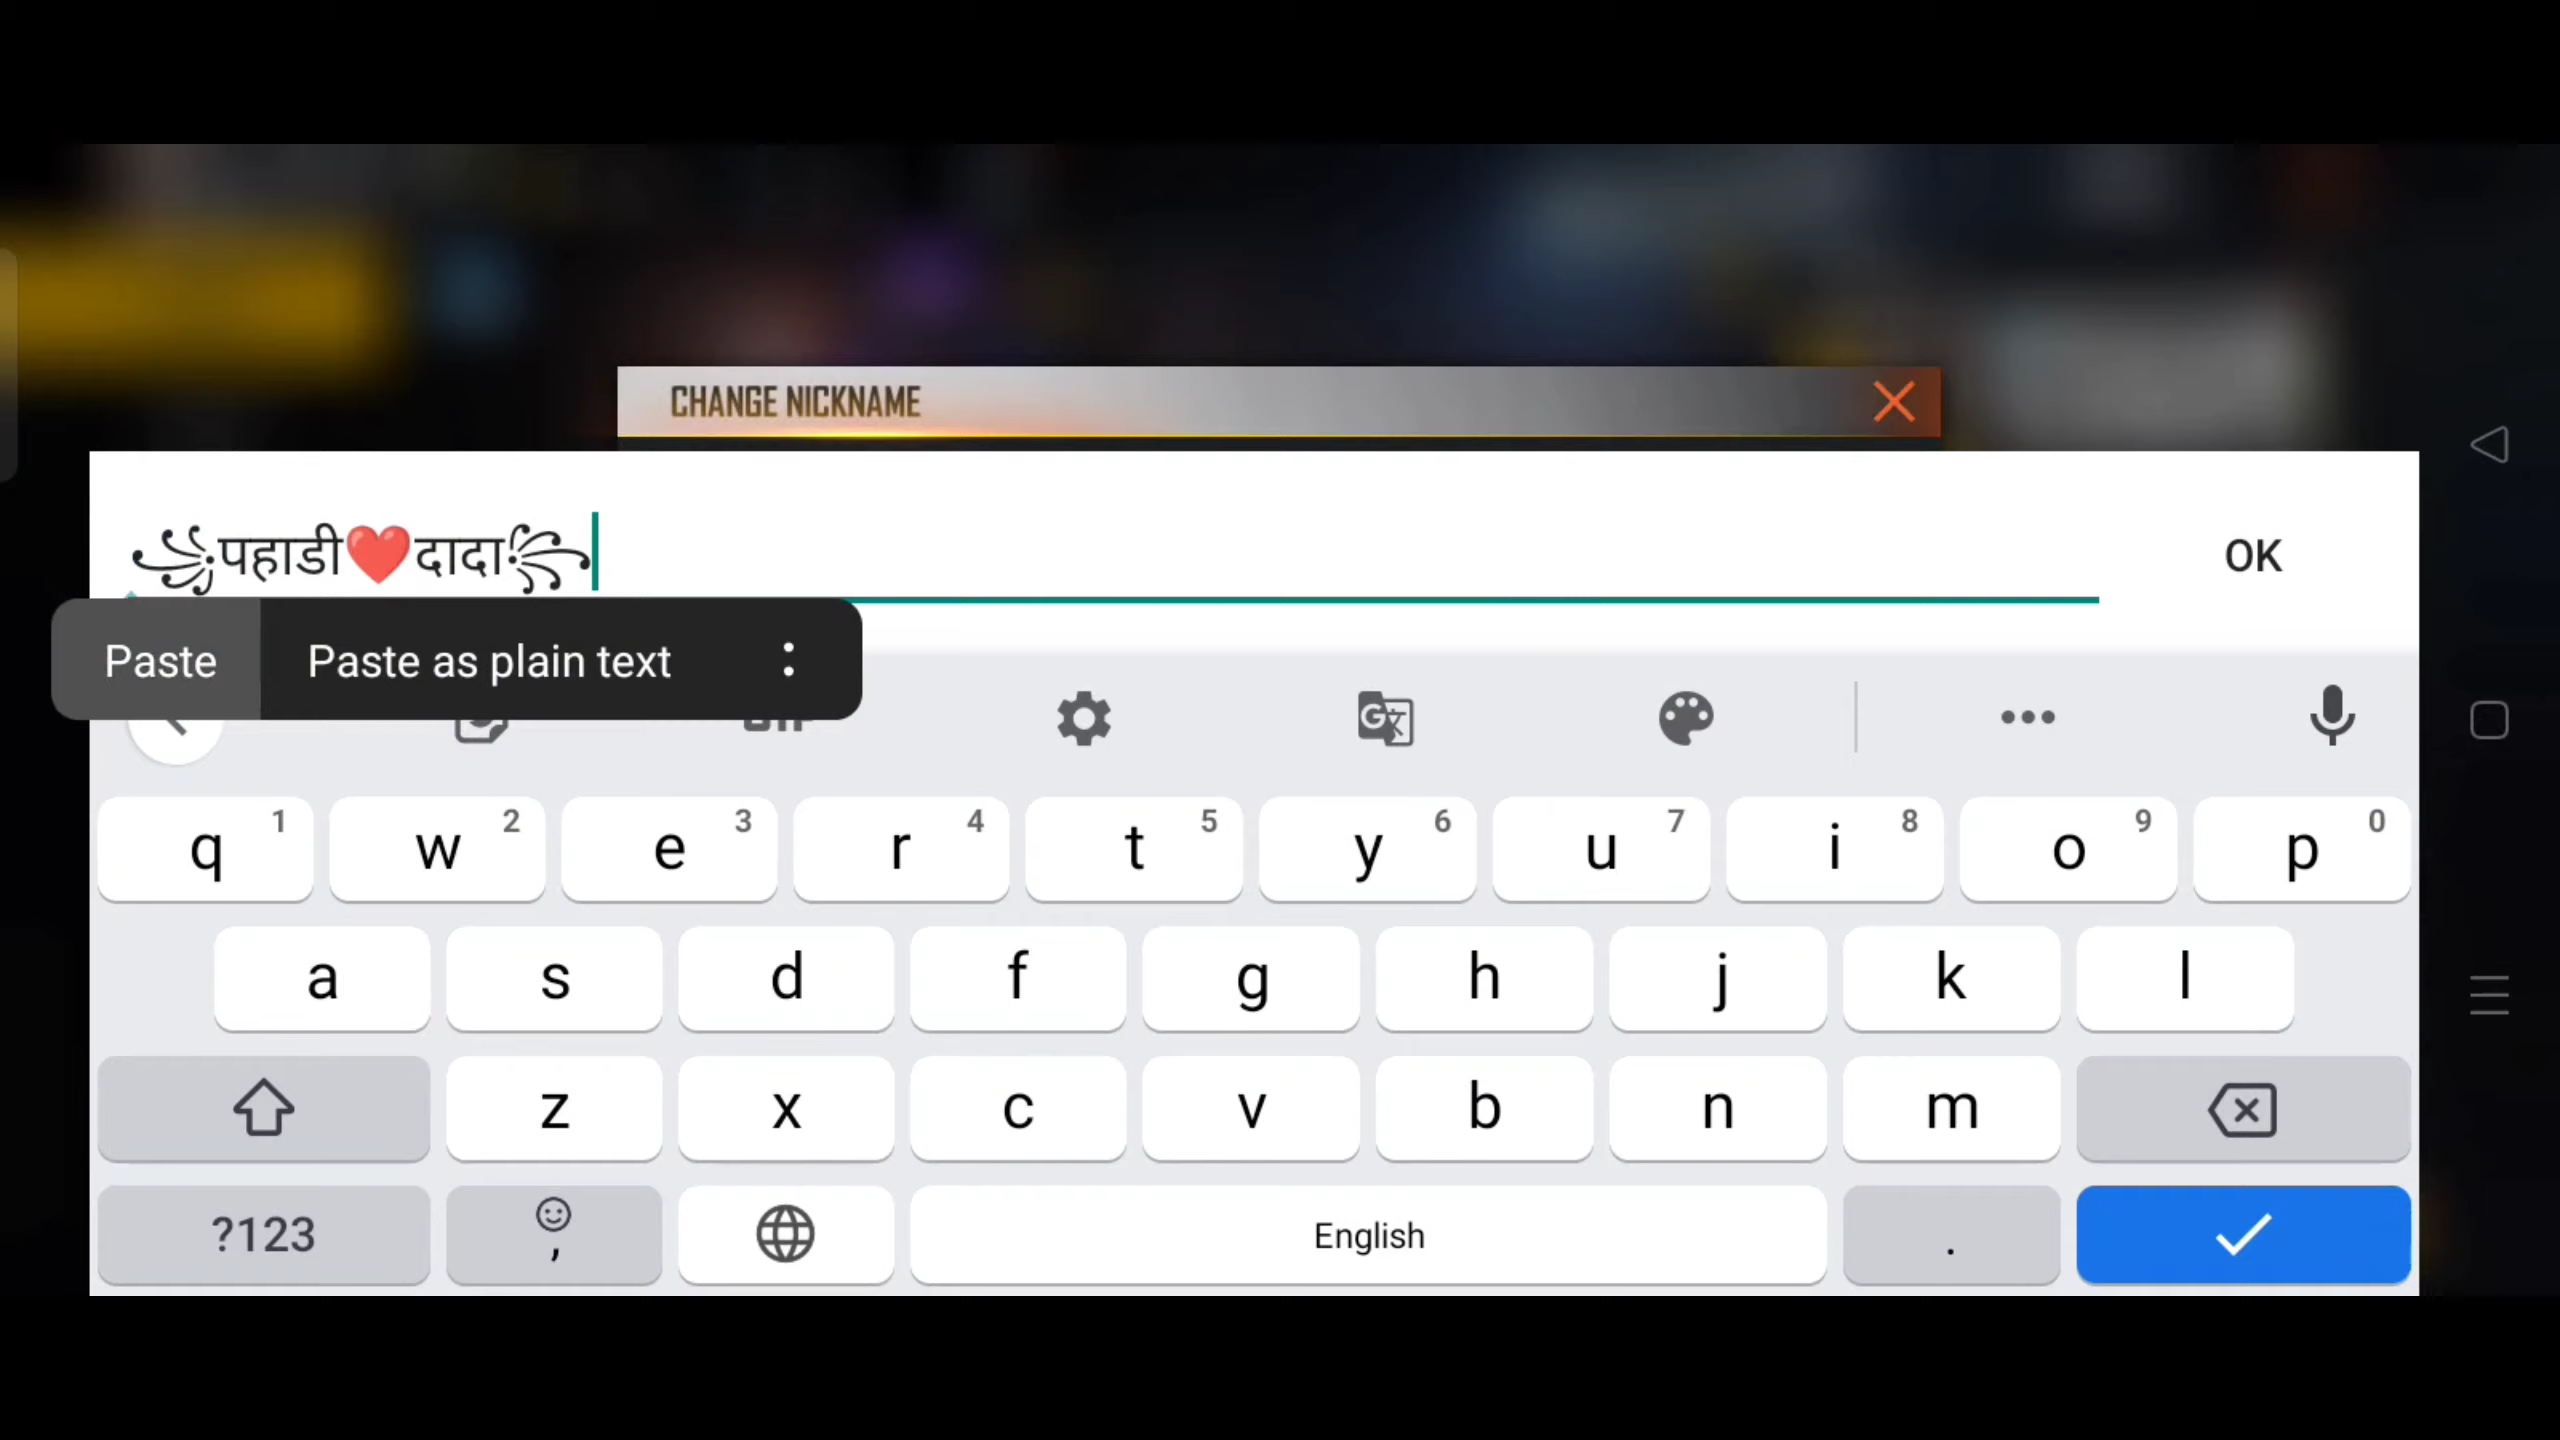 CHANGE NICKNAME
꧁पहाडी❤️दादा꧂
OK
Paste Paste as plain text
q 1 w 2 e 3 r 4 t 5 y 6 u 7 i 8 o 9 p 0
a s d f g h j k l
z x c v b n m
?123 , English .